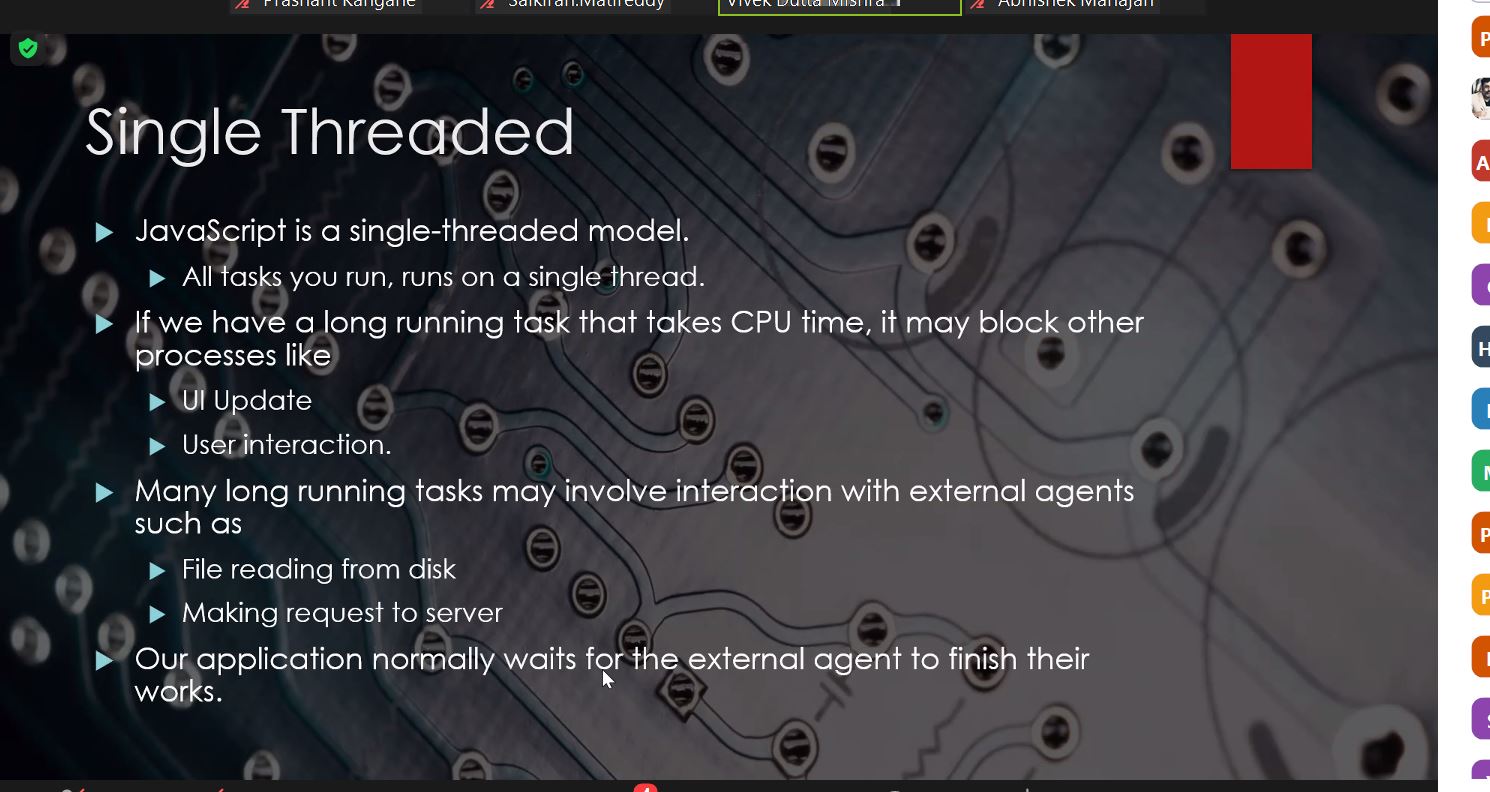 Prashant Kangane
Saikiran.Matireddy
Vivek Dutta Mishra
Abhishek Mahajan
Single Threaded
JavaScript is a single-threaded model.
All tasks you run, runs on a single thread.
If we have a long running task that takes CPU time, it may block other
processes like
UI Update
User interaction.
Many long running tasks may involve interaction with external agents
such as
File reading from disk
Making request to server
Our application normally waits for the external agent to finish their
works.